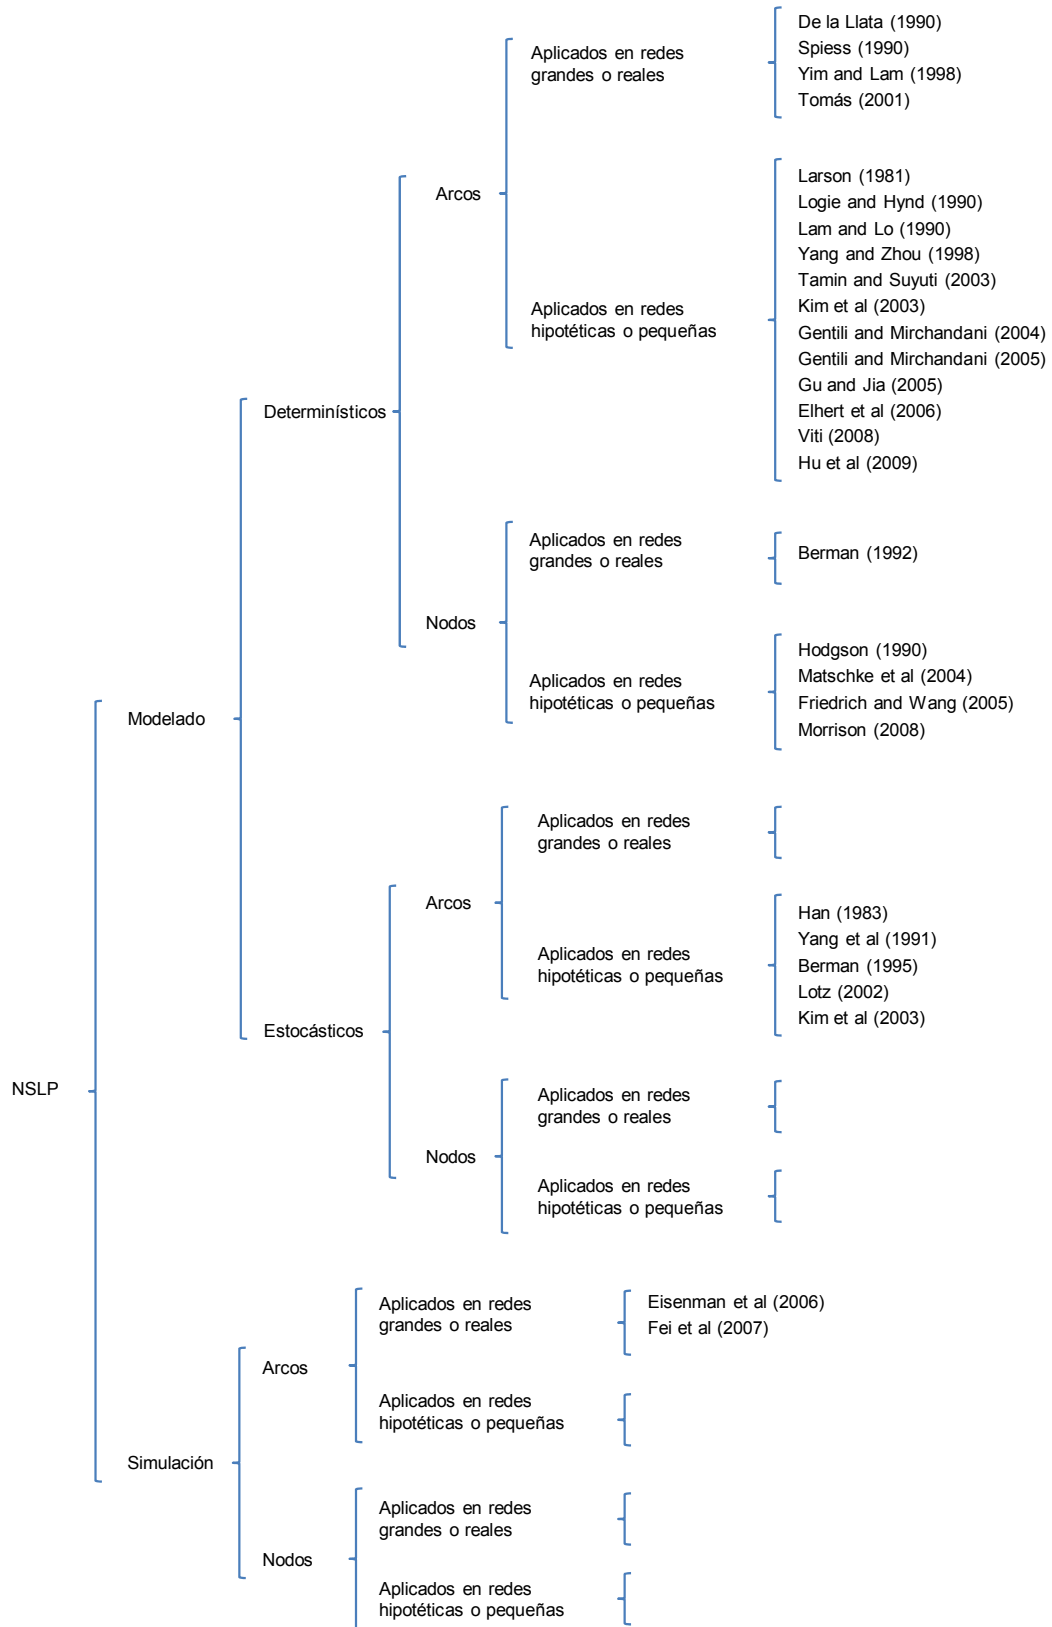 De la Llata (1990)
Spiess (1990)
Yim and Lam (1998)
Tomás (2001)
Aplicados en redes
grandes o reales
Arcos
Larson (1981)
Logie and Hynd (1990)
Lam and Lo (1990)
Yang and Zhou (1998)
Tamin and Suyuti (2003)
Kim et al (2003)
Gentili and Mirchandani (2004)
Gentili and Mirchandani (2005)
Gu and Jia (2005)
Elhert et al (2006)
Viti (2008)
Hu et al (2009)
Aplicados en redes
hipotéticas o pequeñas
Determinísticos
Aplicados en redes
grandes o reales
Berman (1992)
Nodos
Aplicados en redes
hipotéticas o pequeñas
Hodgson (1990)
Matschke et al (2004)
Friedrich and Wang (2005)
Morrison (2008)
Modelado
Aplicados en redes
grandes o reales
Arcos
Aplicados en redes
hipotéticas o pequeñas
Han (1983)
Yang et al (1991)
Berman (1995)
Lotz (2002)
Kim et al (2003)
Estocásticos
NSLP
Aplicados en redes
grandes o reales
Nodos
Aplicados en redes
hipotéticas o pequeñas
Aplicados en redes
grandes o reales
Eisenman et al (2006)
Fei et al (2007)
Arcos
Aplicados en redes
hipotéticas o pequeñas
Simulación
Aplicados en redes
grandes o reales
Nodos
Aplicados en redes
hipotéticas o pequeñas